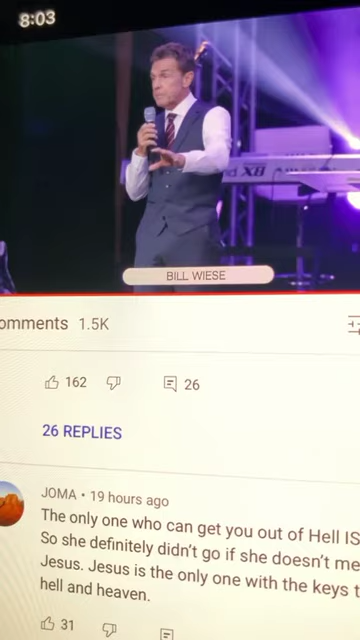 8:03
BILL WIESE
omments 1.5K
162
26
26 REPLIES
JOMA • 19 hours ago
The only one who can get you out of Hell IS
So she definitely didn't go if she doesn't me
Jesus. Jesus is the only one with the keys t
hell and heaven.
31